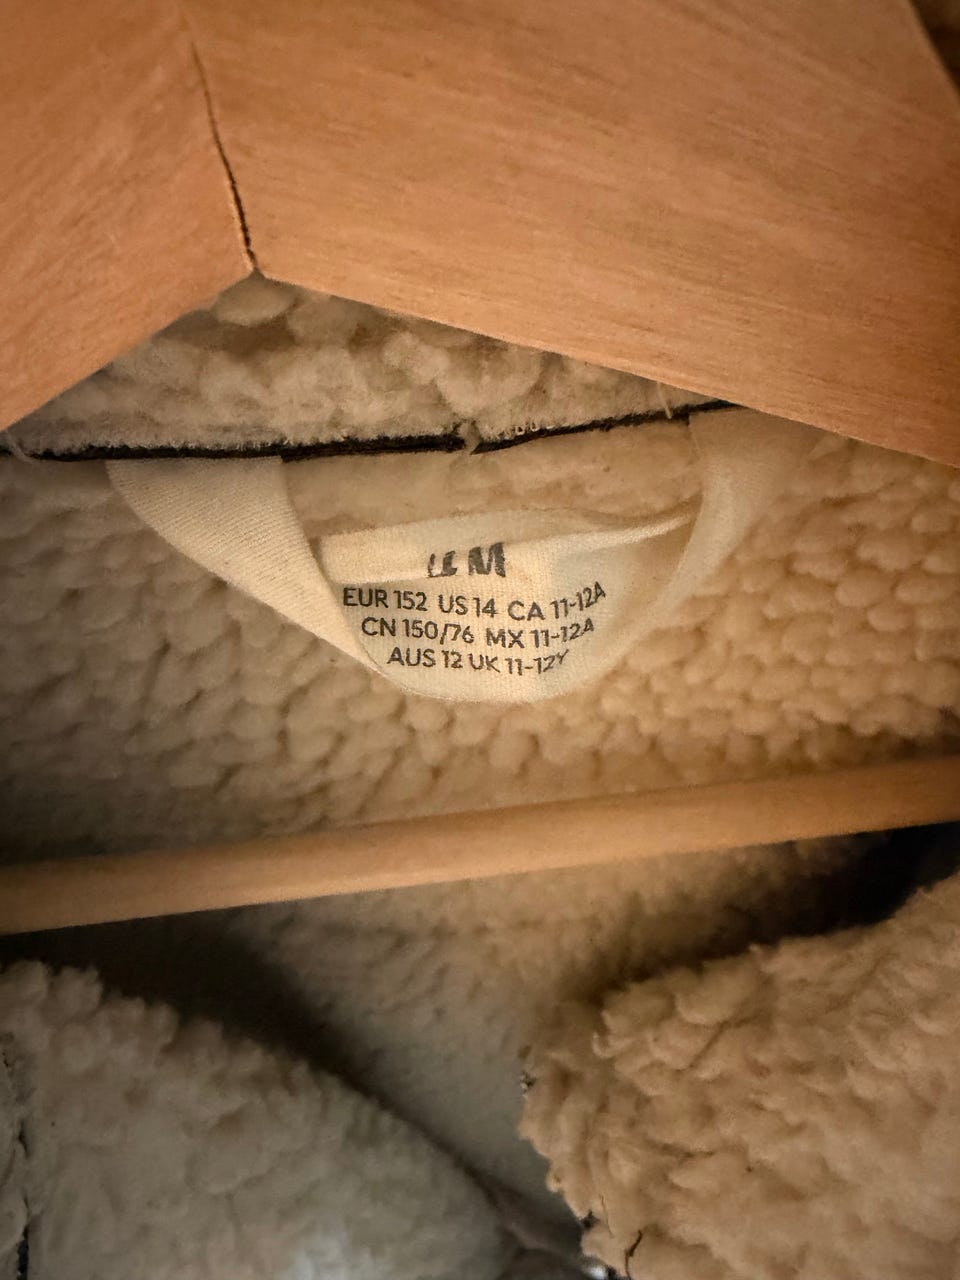 EUR 152 US 14 CA 11-12A
CN 150/76 MX 11-12A
AUS 12 UK 11-12Y